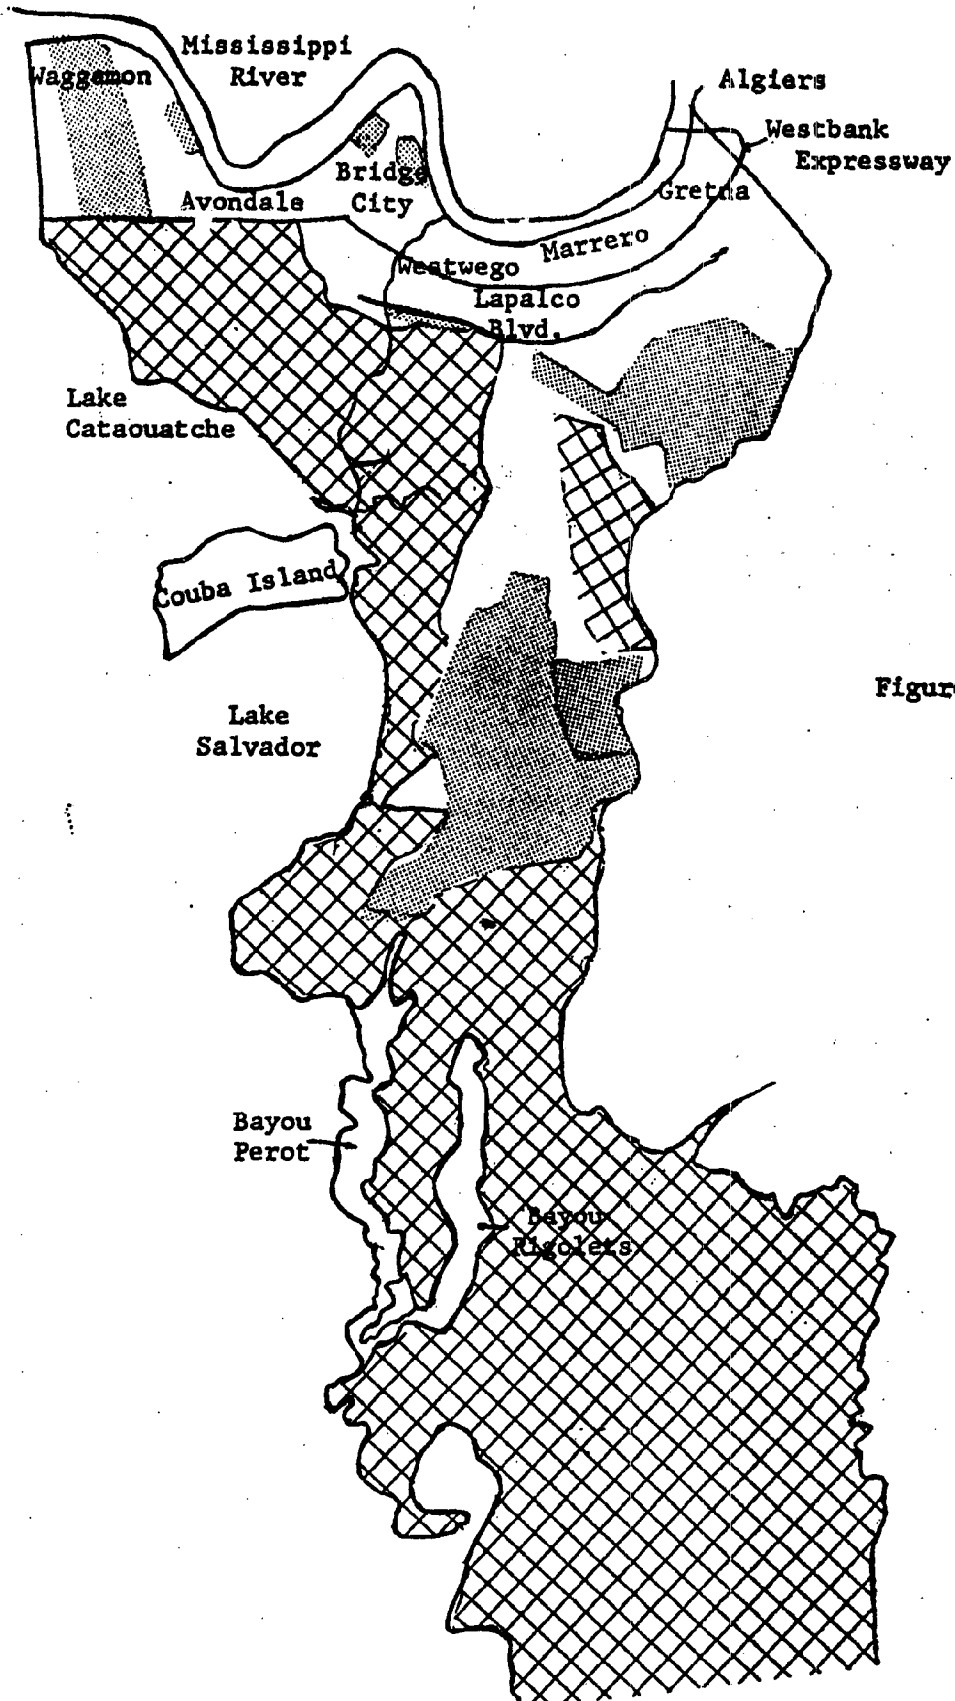 Mississippi
River
Algiers
Waggamon
Westbank
Expressway
Bridge
City
Gretna
Avondale
Marrero
Westwego
Lapalco
Blvd.
Lake
Cataouatche
Couba Island
Figur
Lake
Salvador
Bayou
Perot
Bayou
Rigolets